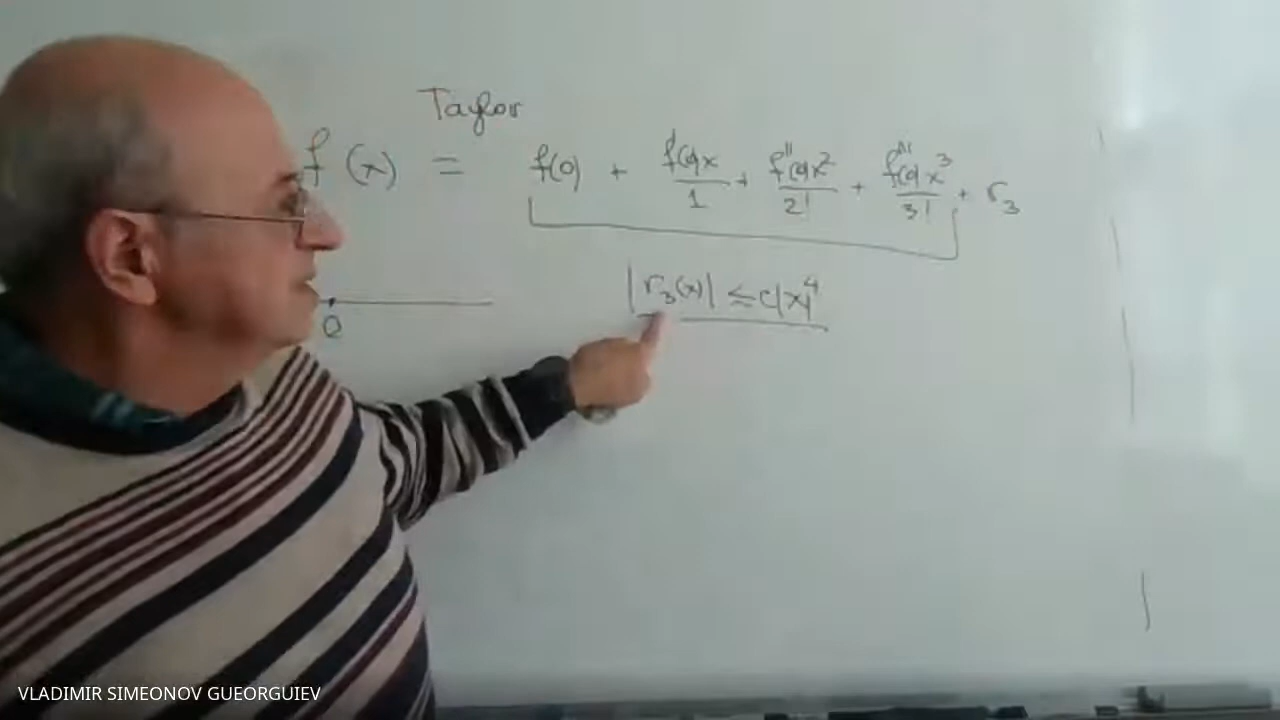 Taylor
f(x) = f(0) + f'(0)x/1 + f''(0)x²/2! + f'''(0)x³/3! + r₃
|r₃(x)| ≤ c|x|⁴
0
VLADIMIR SIMEONOV GUEORGUIEV